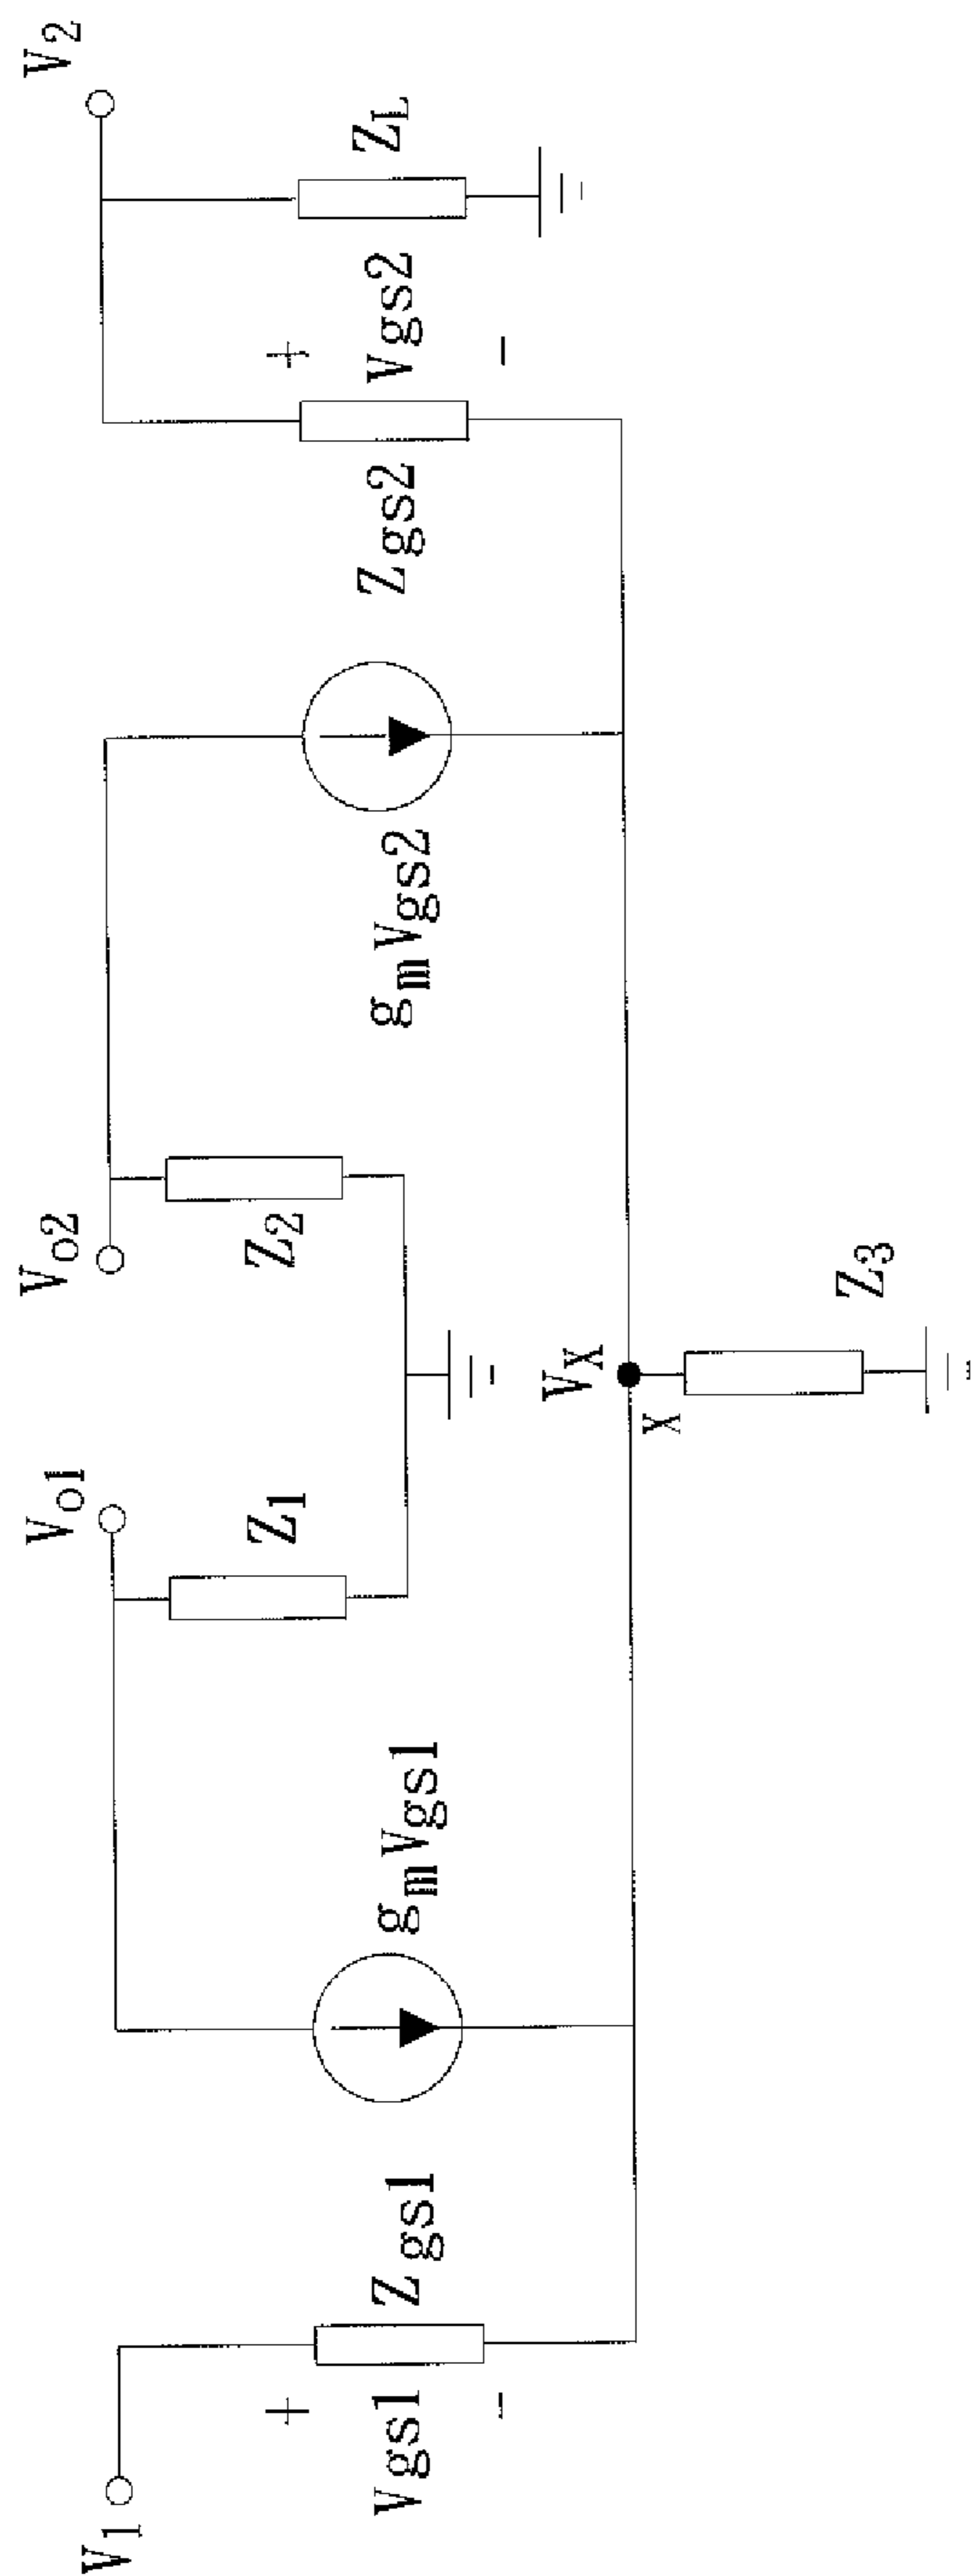 V1
Vgs1
+
-
Zgs1
gmVgs1
Vo1
Z1
Vo2
Z2
VX
X
Z3
gmVgs2
Zgs2
+
Vgs2
-
ZL
V2